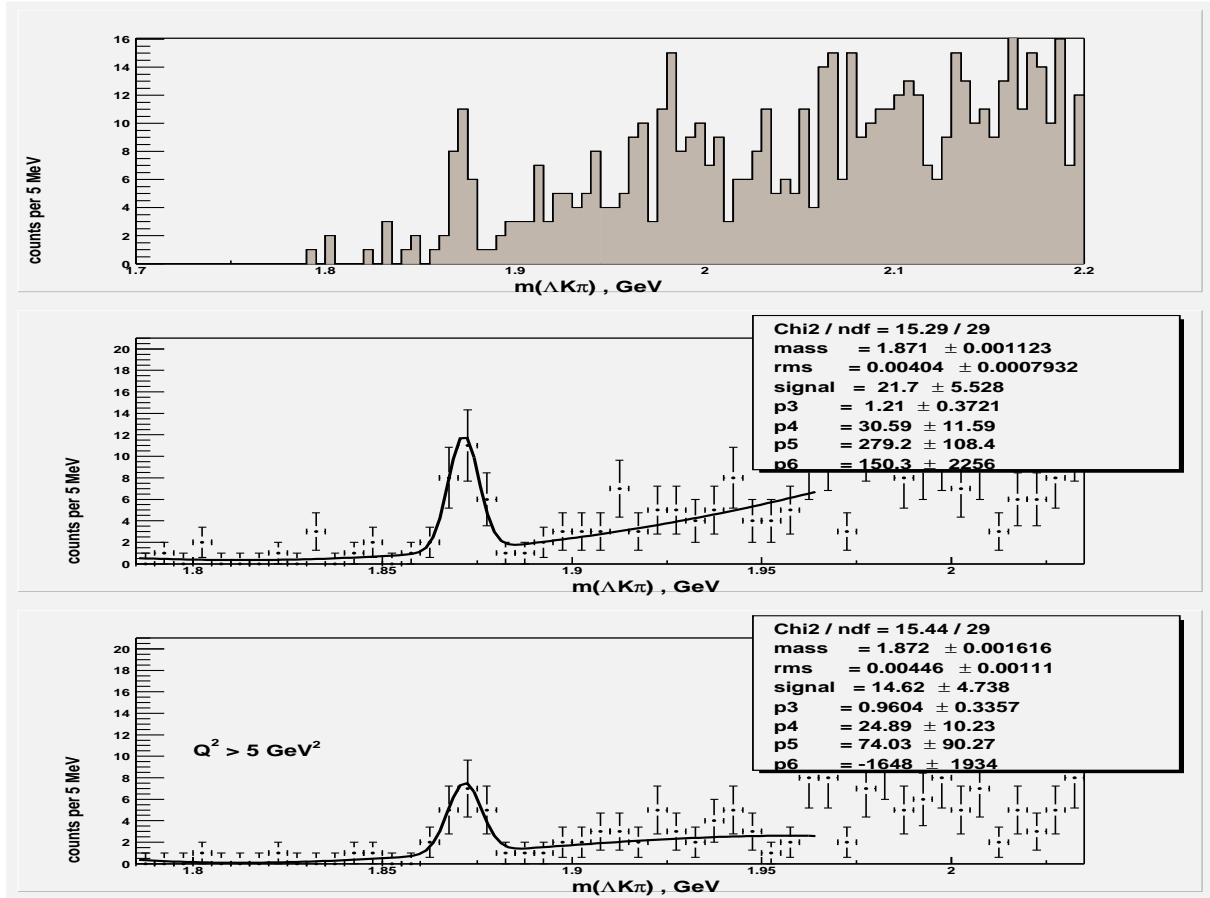 16
14
12
10
8
6
4
2
0
counts per 5 MeV
1.7 1.8 1.9 2 2.1 2.2
m(ΛKπ) , GeV
Chi2 / ndf = 15.29 / 29
mass = 1.871 ± 0.001123
rms = 0.00404 ± 0.0007932
signal = 21.7 ± 5.528
p3 = 1.21 ± 0.3721
p4 = 30.59 ± 11.59
p5 = 279.2 ± 108.4
p6 = 150.3 ± 2256
20
18
16
14
12
10
8
6
4
2
0
counts per 5 MeV
1.8 1.85 1.9 1.95 2
m(ΛKπ) , GeV
Chi2 / ndf = 15.44 / 29
mass = 1.872 ± 0.001616
rms = 0.00446 ± 0.00111
signal = 14.62 ± 4.738
p3 = 0.9604 ± 0.3357
p4 = 24.89 ± 10.23
p5 = 74.03 ± 90.27
p6 = -1648 ± 1934
Q² > 5 GeV²
20
18
16
14
12
10
8
6
4
2
0
counts per 5 MeV
1.8 1.85 1.9 1.95 2
m(ΛKπ) , GeV